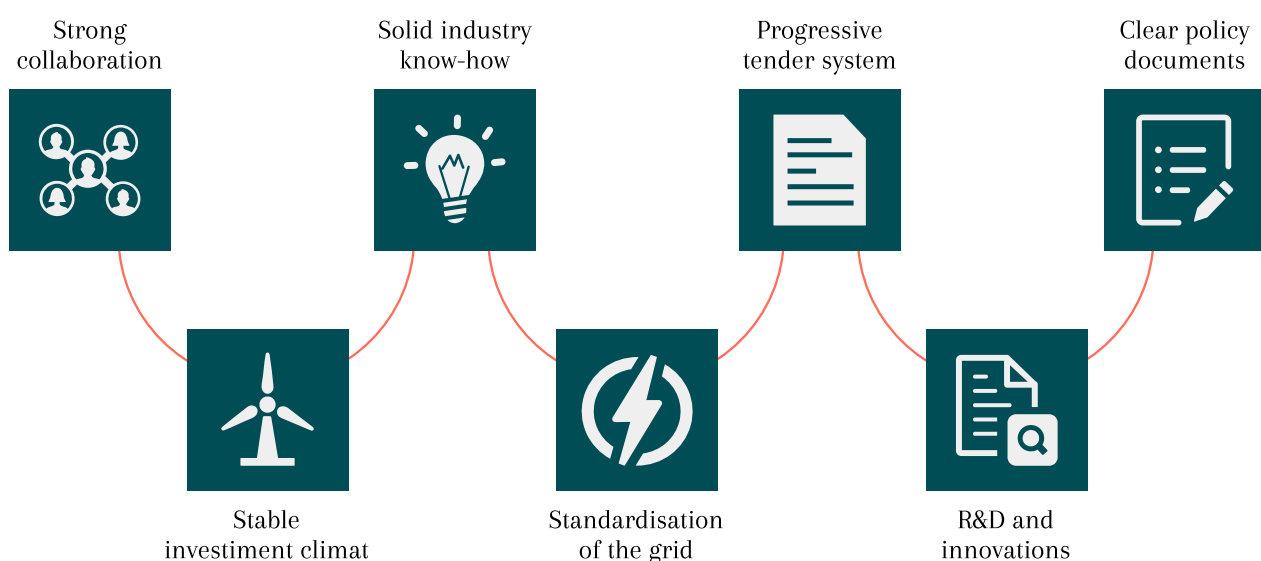 Strong
collaboration
Solid industry
know-how
Progressive
tender system
Clear policy
documents
Stable
investiment climat
Standardisation
of the grid
R&D and
innovations